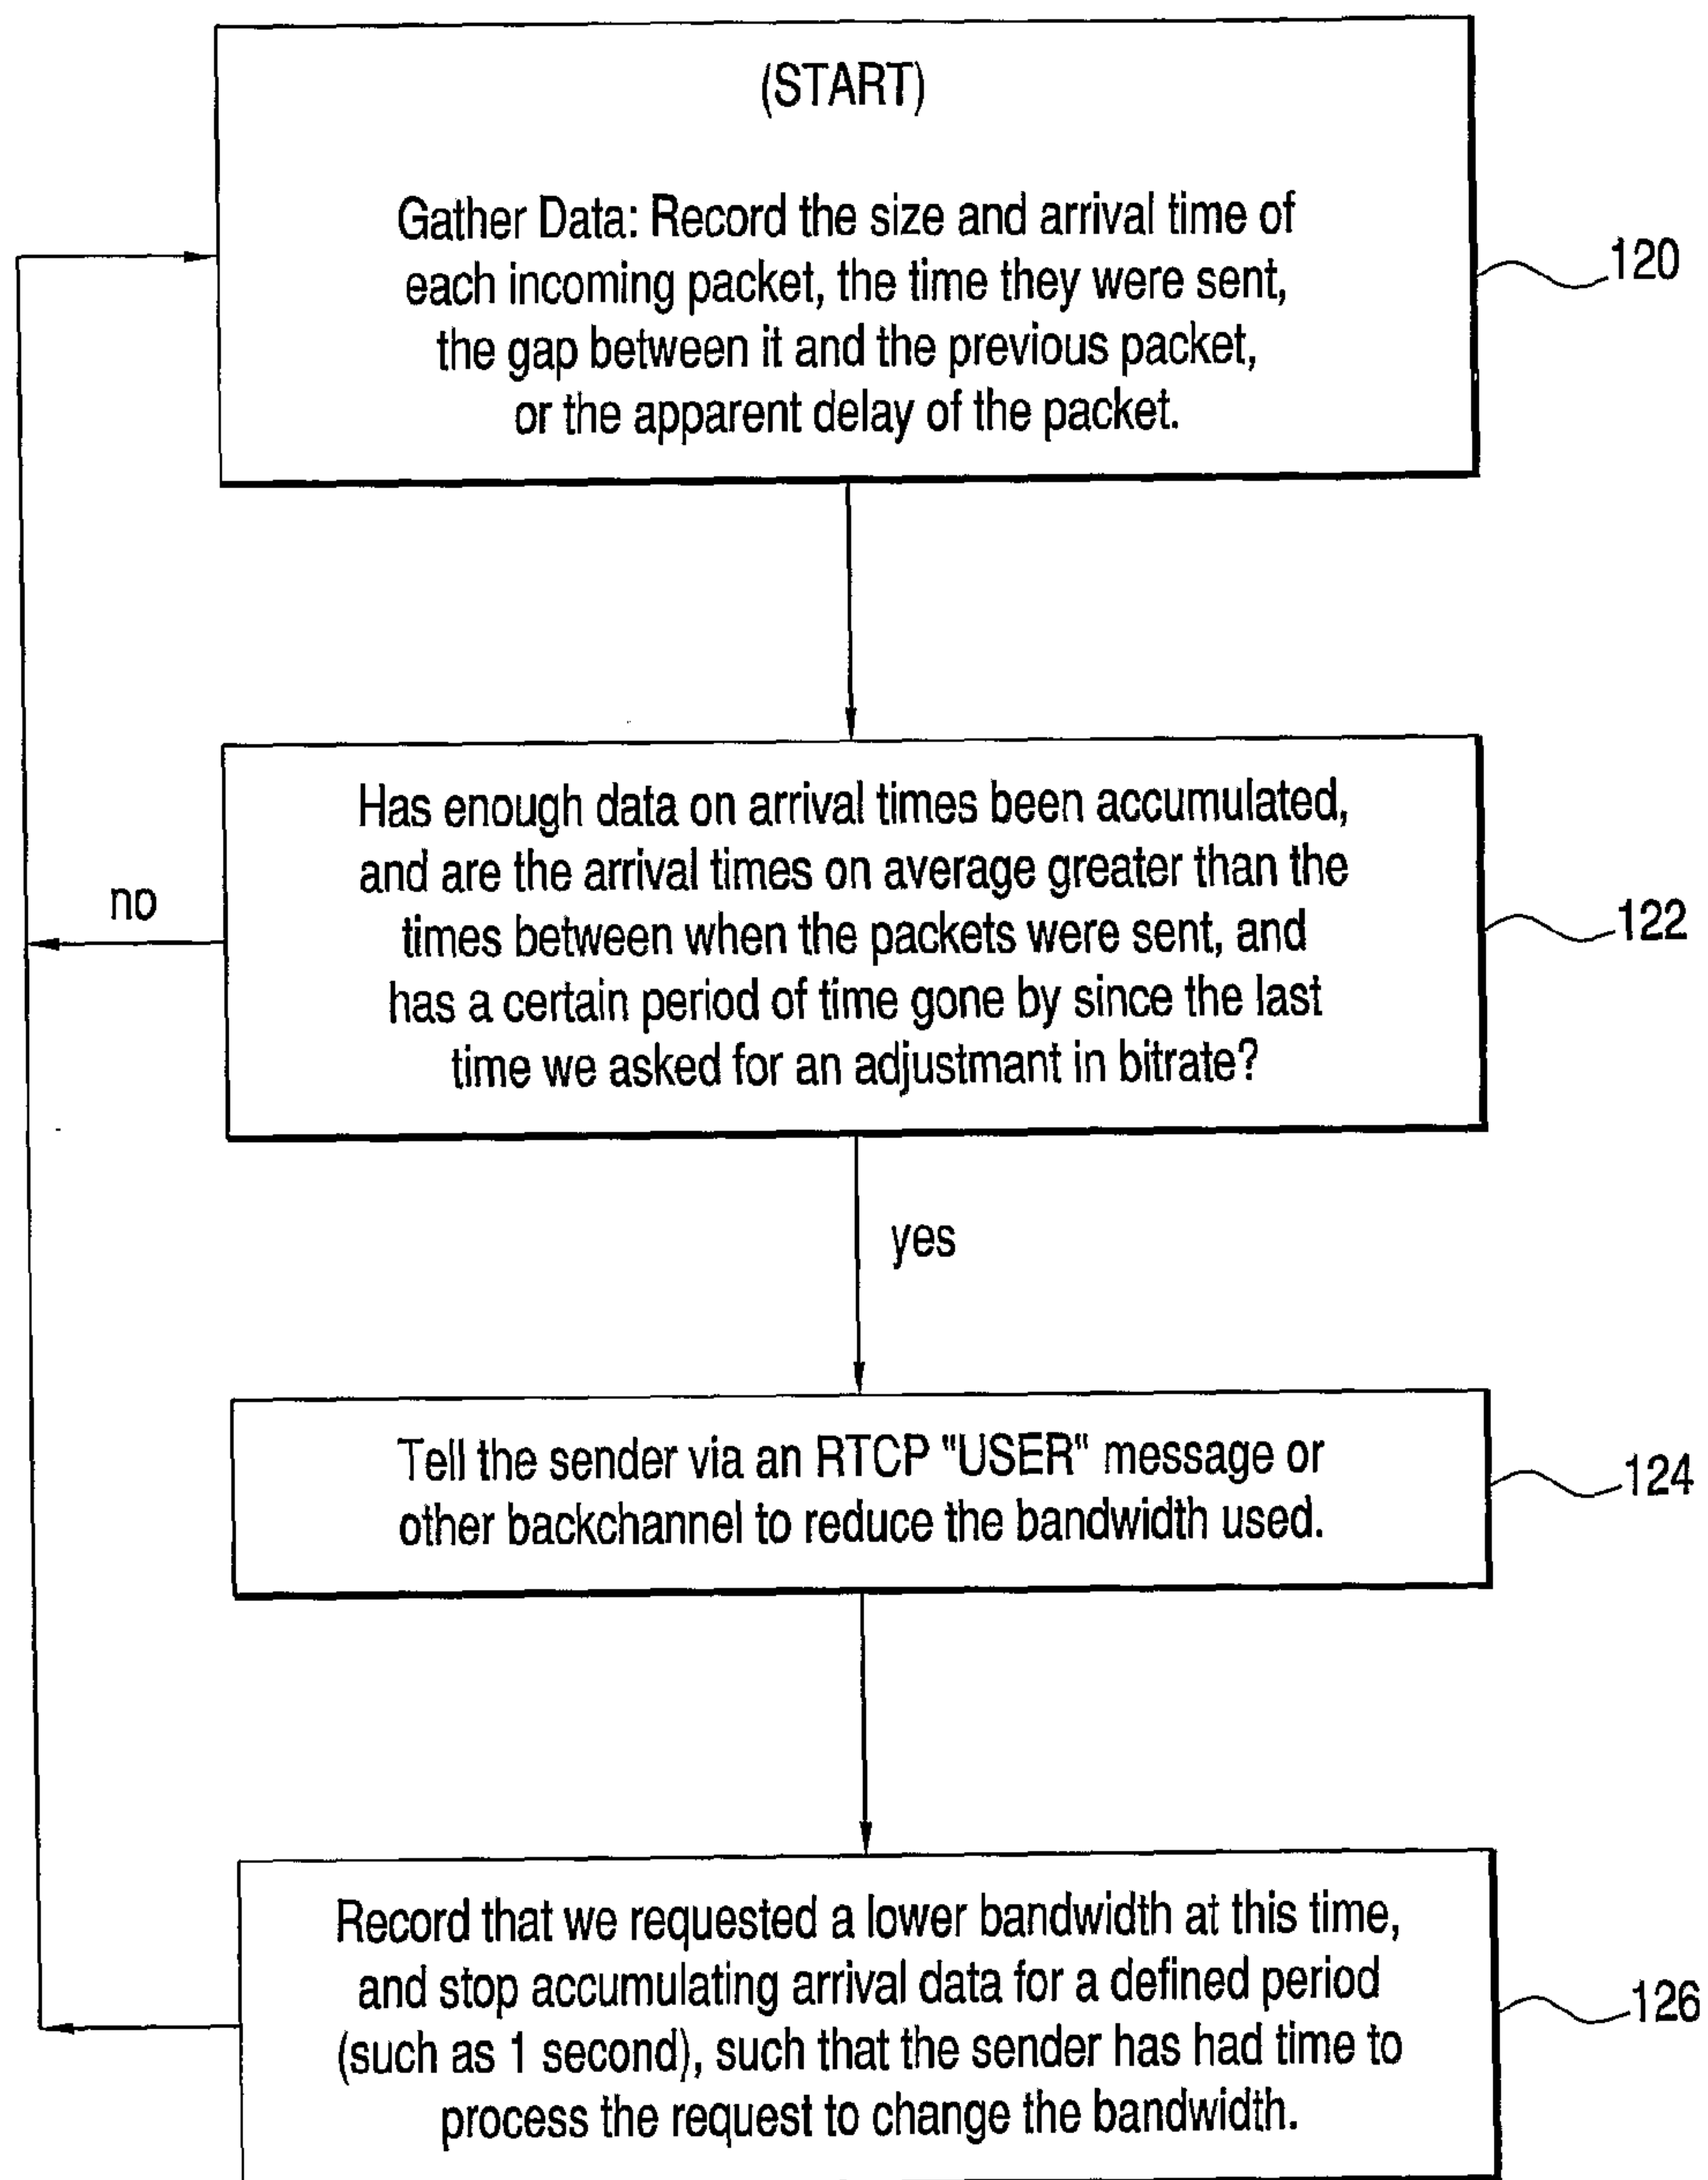 (START)
Gather Data: Record the size and arrival time of
each incoming packet, the time they were sent,
the gap between it and the previous packet,
or the apparent delay of the packet.
120
Has enough data on arrival times been accumulated,
and are the arrival times on average greater than the
times between when the packets were sent, and
has a certain period of time gone by since the last
time we asked for an adjustmant in bitrate?
122
no
yes
Tell the sender via an RTCP "USER" message or
other backchannel to reduce the bandwidth used.
124
Record that we requested a lower bandwidth at this time,
and stop accumulating arrival data for a defined period
(such as 1 second), such that the sender has had time to
process the request to change the bandwidth.
126